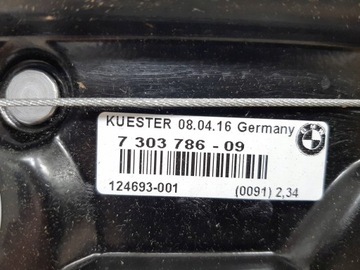 KUESTER 08.04.16 Germany
7 303 786 - 09
124693-001 (0091) 2,34